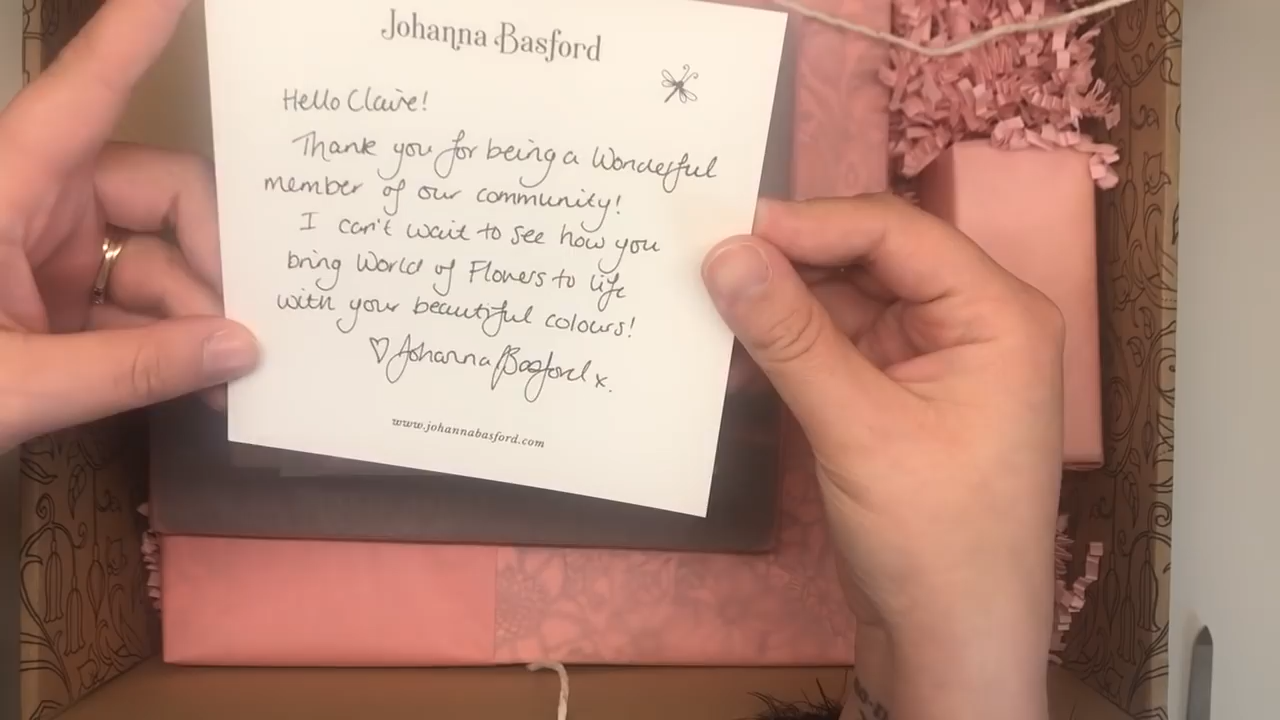 Johanna Basford
Hello Claire!
Thank you for being a Wonderful
member of our community!
I can't wait to see how you
bring World of Flowers to life
with your beautiful colours!
♡ Johanna Basford x.
www.johannabasford.com